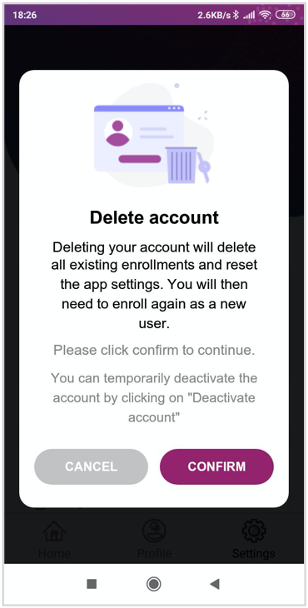 18:26
2.6KB/s
66
Delete account
Deleting your account will delete
all existing enrollments and reset
the app settings. You will then
need to enroll again as a new
user.
Please click confirm to continue.
You can temporarily deactivate the
account by clicking on "Deactivate
account"
CANCEL
CONFIRM
Home
Profile
Settings